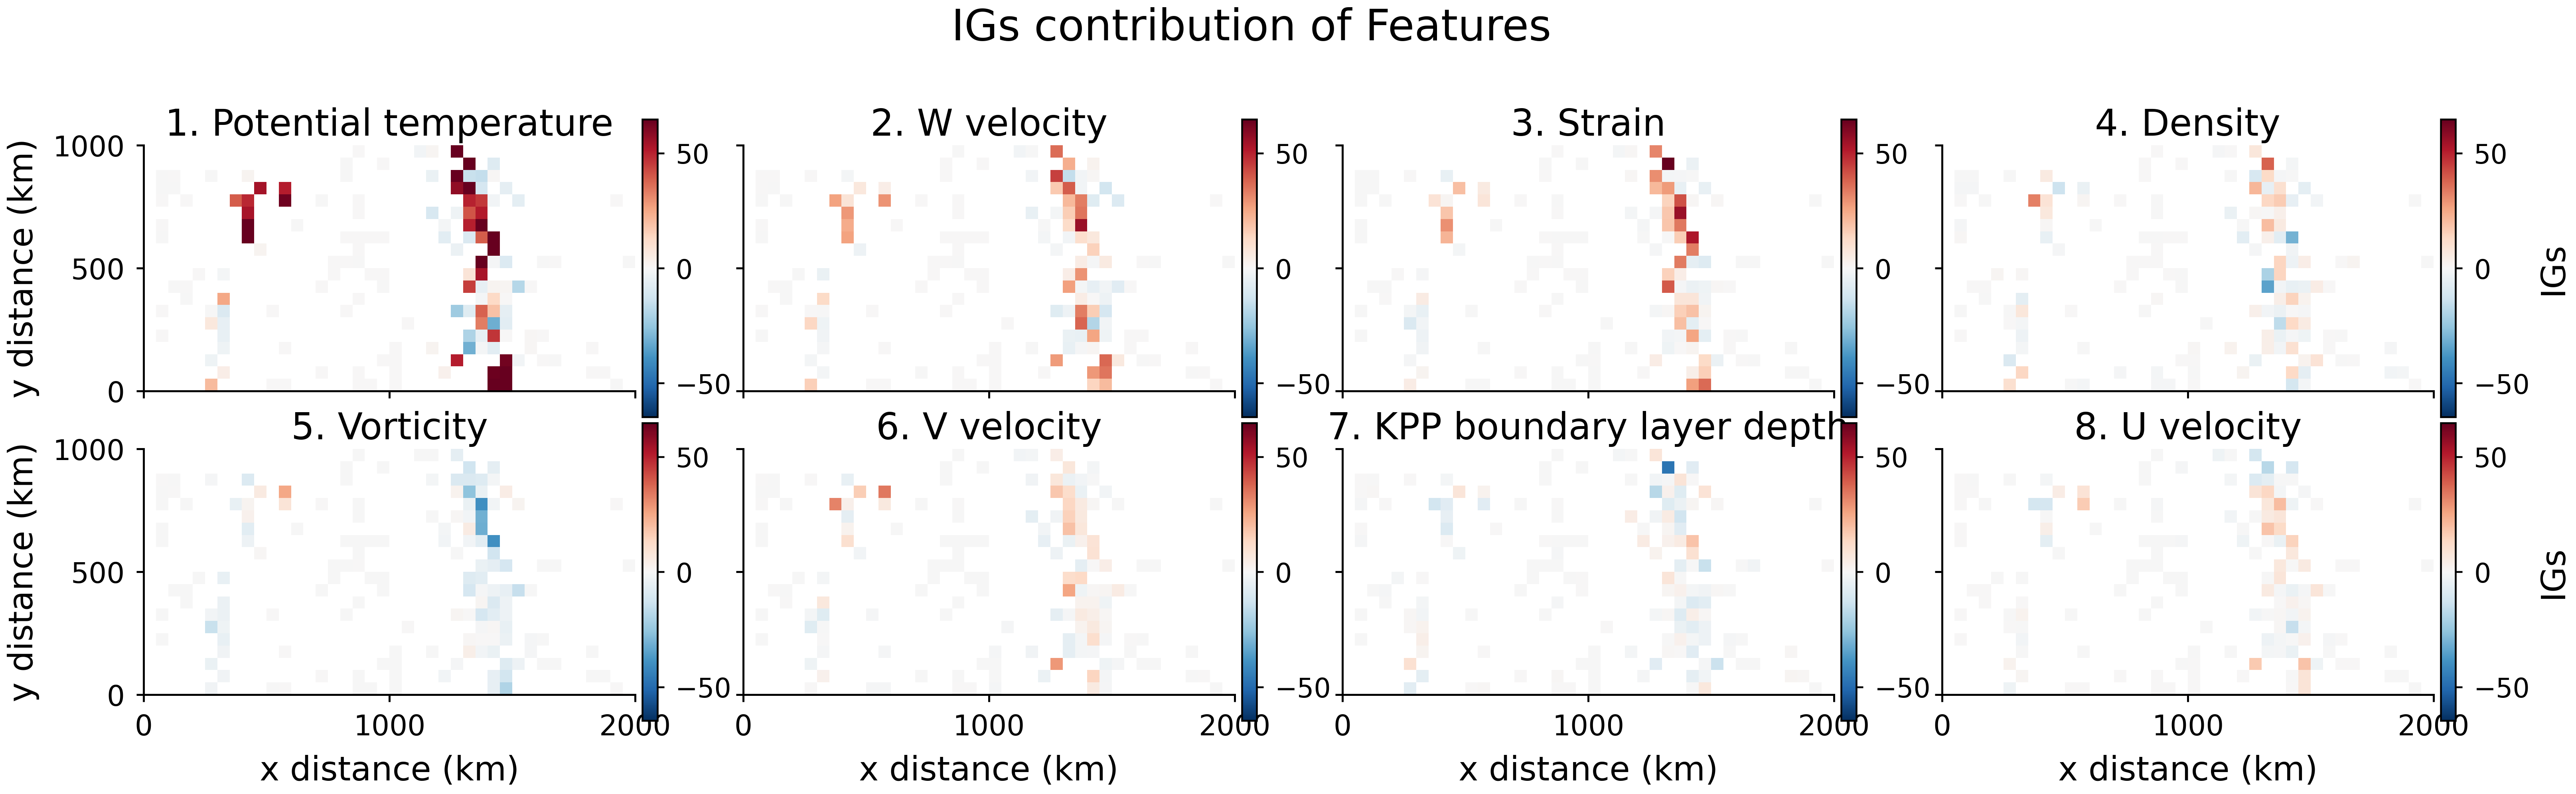 IGs contribution of Features
1. Potential temperature
2. W velocity
3. Strain
4. Density
y distance (km)
1000
500
0
50
0
−50
50
0
−50
50
0
−50
50
0
−50
IGs
5. Vorticity
6. V velocity
7. KPP boundary layer depth
8. U velocity
y distance (km)
1000
500
0
50
0
−50
50
0
−50
50
0
−50
50
0
−50
IGs
0 1000 2000
0 1000 2000
0 1000 2000
0 1000 2000
x distance (km)
x distance (km)
x distance (km)
x distance (km)